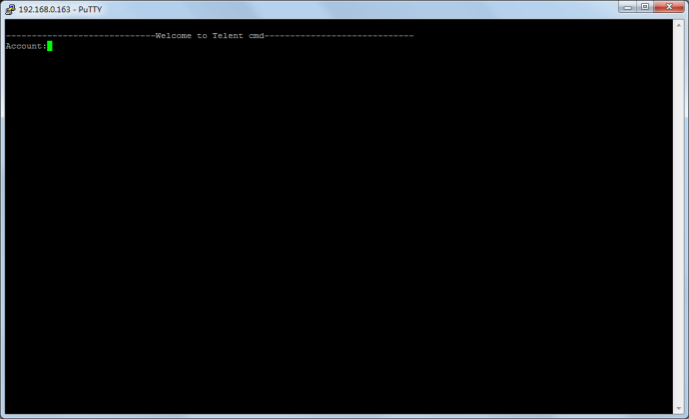 192.168.0.163 - PuTTY
-----------------------------Welcome to Telent cmd-----------------------------
Account: